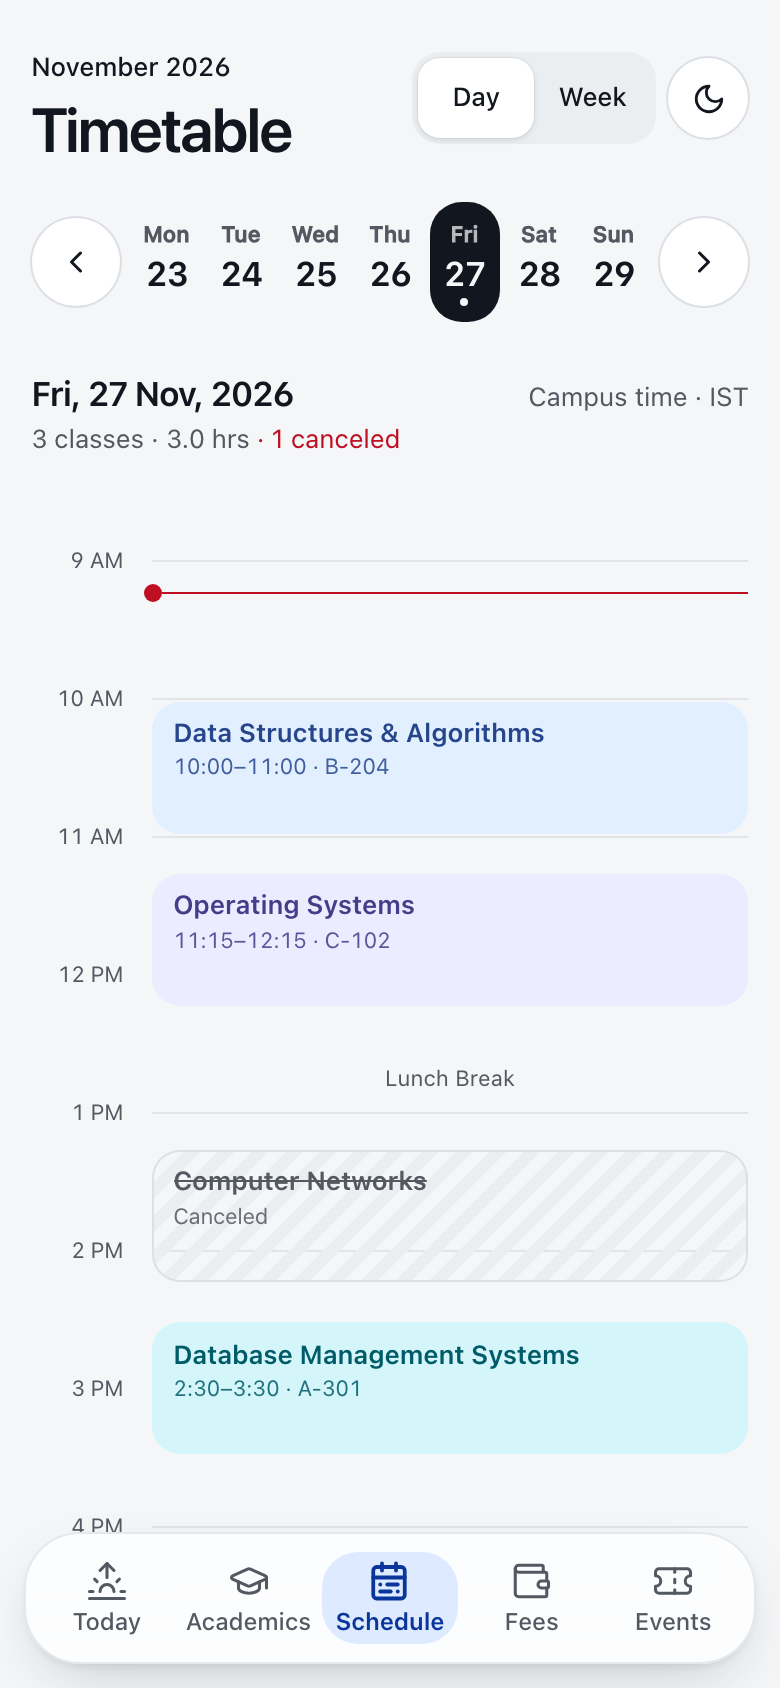 November 2026
Timetable
Day
Week
Mon Tue Wed Thu Fri Sat Sun
23 24 25 26 27 28 29
Fri, 27 Nov, 2026
Campus time · IST
3 classes · 3.0 hrs · 1 canceled
9 AM
10 AM
Data Structures & Algorithms
10:00–11:00 · B-204
11 AM
Operating Systems
11:15–12:15 · C-102
12 PM
Lunch Break
1 PM
Computer Networks
Canceled
2 PM
Database Management Systems
2:30–3:30 · A-301
3 PM
4 PM
Today Academics Schedule Fees Events